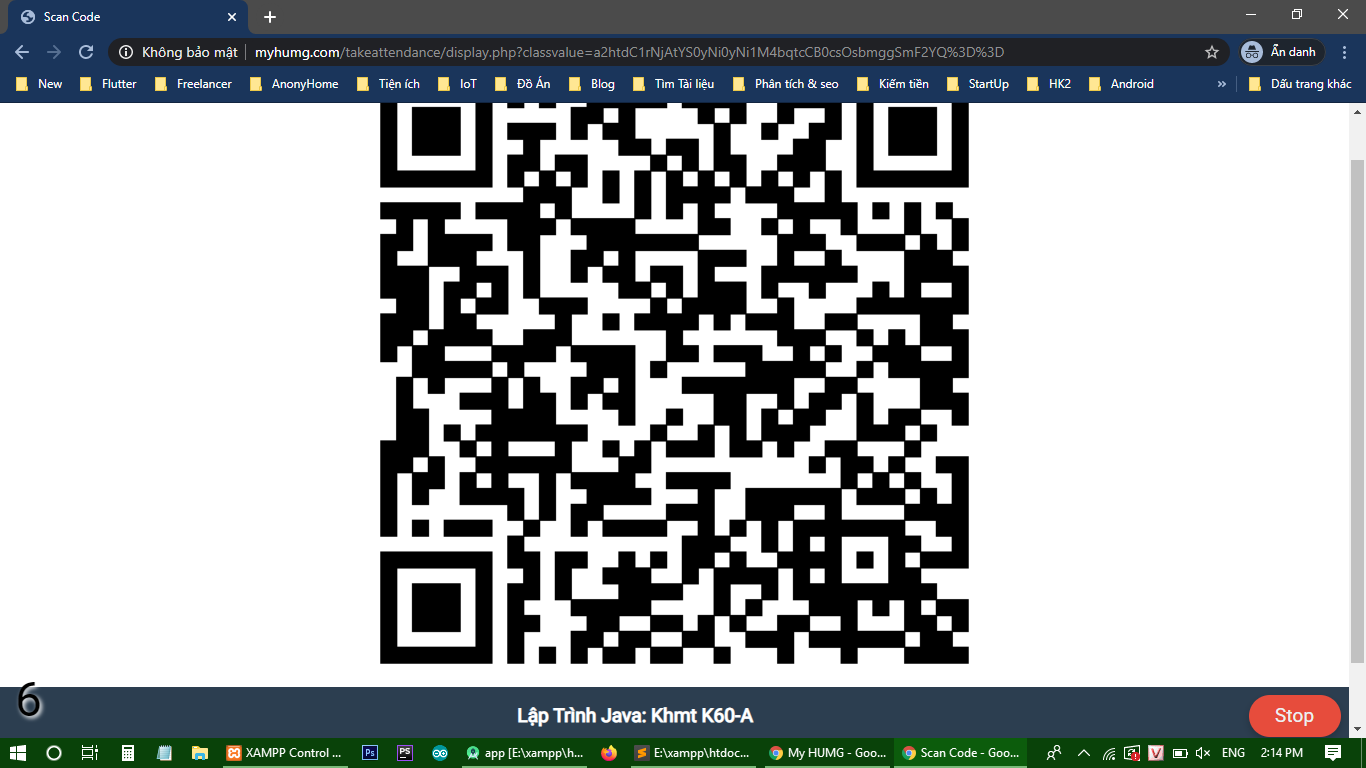 Scan Code
Không bảo mật
myhumg.com/takeattendance/display.php?classvalue=a2htdC1rNjAtYS0yNi0yNi1M4bqtcCB0csOsbmggSmF2YQ%3D%3D
Ẩn danh
New
Flutter
Freelancer
AnonyHome
Tiện ích
IoT
Đồ Án
Blog
Tìm Tài liệu
Phân tích & seo
Kiếm tiền
StartUp
HK2
Android
»
Dấu trang khác
6
Lập Trình Java: Khmt K60-A
Stop
XAMPP Control ...
Ps
PS
app [E:\xampp\h...
E:\xampp\htdoc...
My HUMG - Goo...
Scan Code - Goo...
V
ENG
2:14 PM